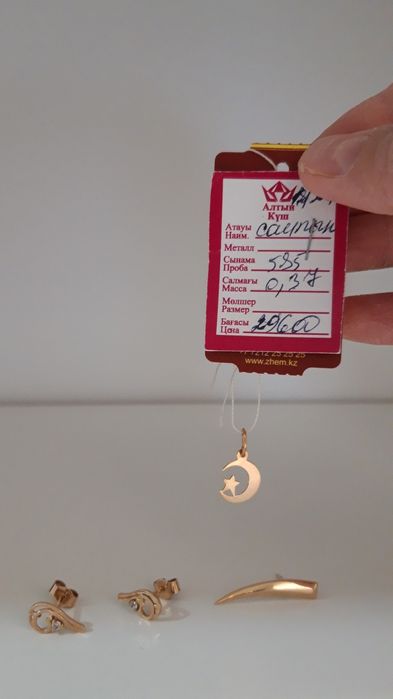 Алтын
Күш
Атауы
Наим.
Металл
Сынама
Проба 585
Салмағы
Масса 0,37
Мөлшер
Размер
Бағасы
Цена 29600
www.zhem.kz